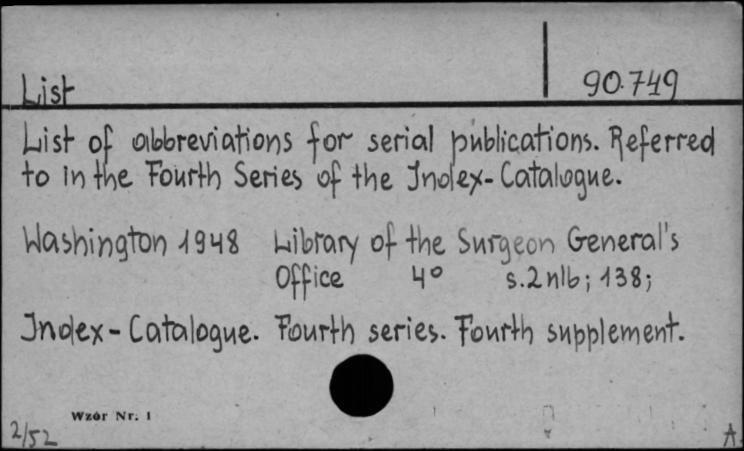 List 90.749
List of abbreviations for serial publications. Referred
to in the Fourth Series of the Index-Catalogue.
Washington 1948 Library of the Surgeon General's
Office 4° s.2nlb; 138;
Index-Catalogue. Fourth series. Fourth supplement.
Wzór Nr. 1
2/52 A.